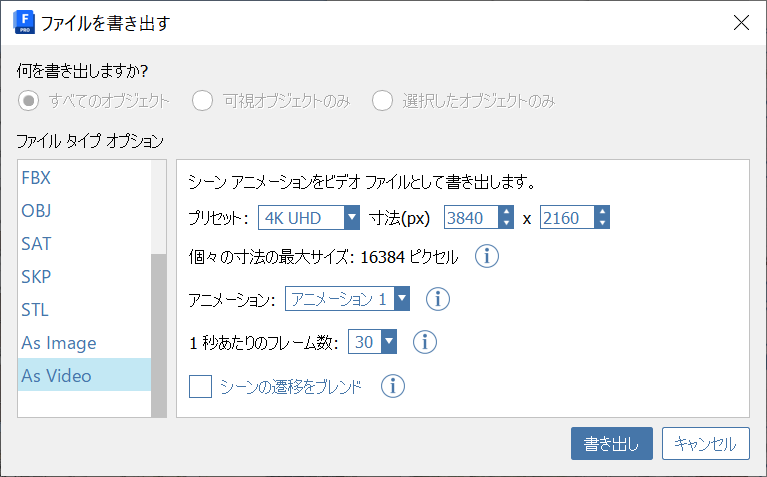 F
PRO
ファイルを書き出す
何を書き出しますか?
すべてのオブジェクト 可視オブジェクトのみ 選択したオブジェクトのみ
ファイル タイプ オプション
FBX
OBJ
SAT
SKP
STL
As Image
As Video
シーン アニメーションをビデオ ファイルとして書き出します。
プリセット: 4K UHD 寸法(px) 3840 x 2160
個々の寸法の最大サイズ: 16384 ピクセル
アニメーション: アニメーション 1
1 秒あたりのフレーム数: 30
シーンの遷移をブレンド
書き出し キャンセル